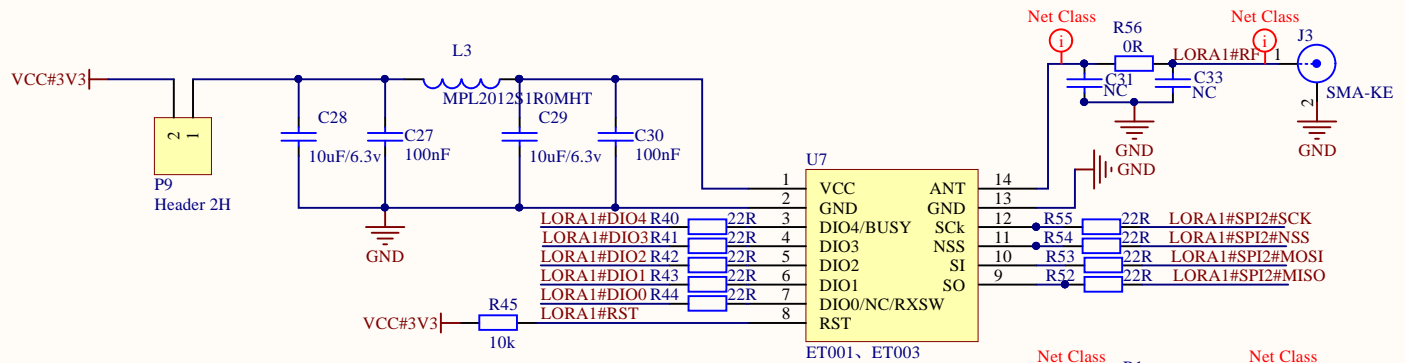 Net Class
Net Class
R56
0R
J3
L3
LORA1#RF
1
VCC#3V3
C31
NC
C33
NC
MPL2012S1R0MHT
SMA-KE
2
C28
10uF/6.3v
C27
100nF
C29
10uF/6.3v
C30
100nF
2
1
GND
GND
P9
Header 2H
U7
GND
1
VCC
ANT
14
2
GND
GND
13
LORA1#DIO4
R40
22R
3
DIO4/BUSY
SCk
12
R55
22R
LORA1#SPI2#SCK
LORA1#DIO3
R41
22R
4
DIO3
NSS
11
R54
22R
LORA1#SPI2#NSS
GND
LORA1#DIO2
R42
22R
5
DIO2
SI
10
R53
22R
LORA1#SPI2#MOSI
LORA1#DIO1
R43
22R
6
DIO1
SO
9
R52
22R
LORA1#SPI2#MISO
LORA1#DIO0
R44
22R
7
DIO0/NC/RXSW
R45
LORA1#RST
8
RST
VCC#3V3
10k
ET001、ET003
Net Class
Net Class